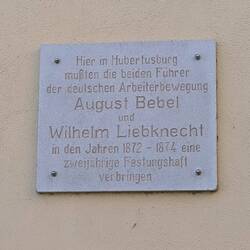 Hier in Hubertusburg
mußten die beiden Führer
der deutschen Arbeiterbewegung
August Bebel
und
Wilhelm Liebknecht
in den Jahren 1872 - 1874 eine
zweijährige Festungshaft
verbringen